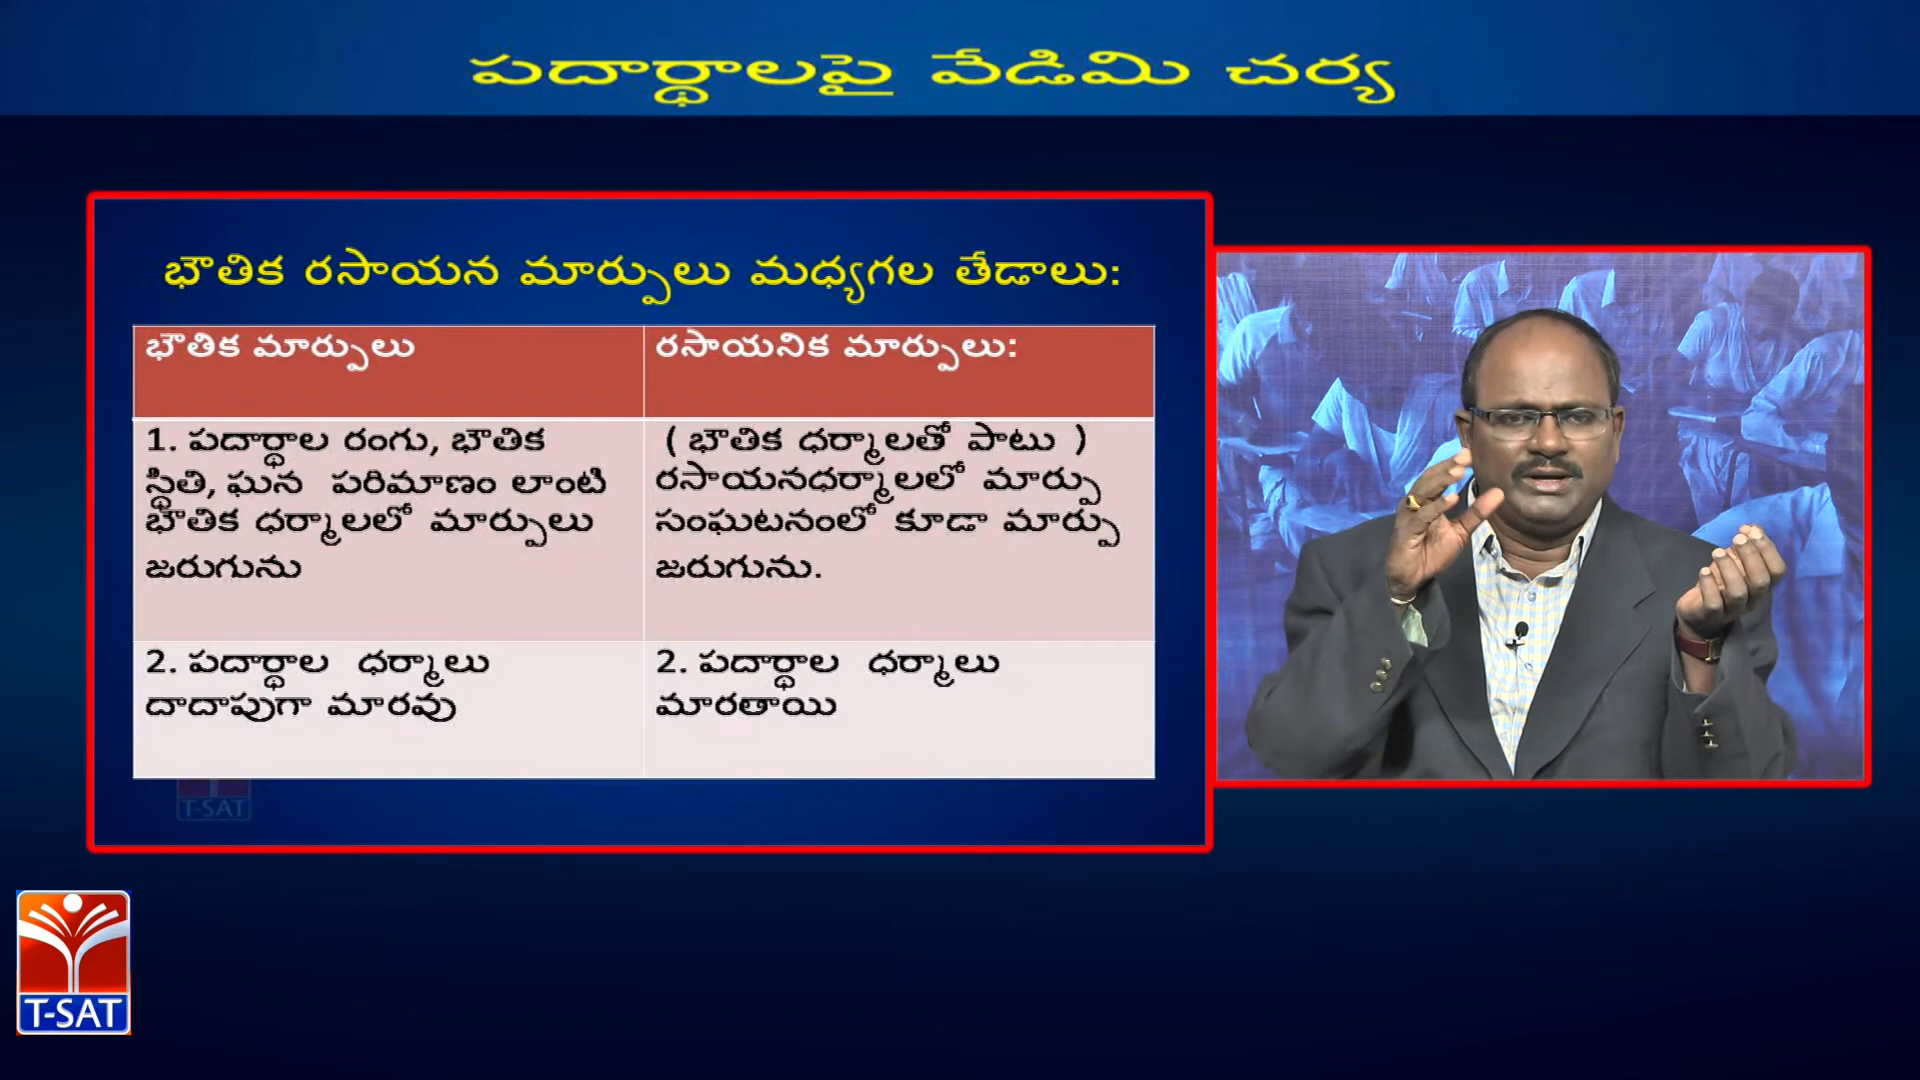 పదార్థాలపై వేడిమి చర్య
భౌతిక రసాయన మార్పులు మధ్యగల తేడాలు:
భౌతిక మార్పులు
రసాయనిక మార్పులు:
1. పదార్థాల రంగు, భౌతిక
స్థితి, ఘన పరిమాణం లాంటి
భౌతిక ధర్మాలలో మార్పులు
జరుగును
( భౌతిక ధర్మాలతో పాటు )
రసాయనధర్మాలలో మార్పు
సంఘటనంలో కూడా మార్పు
జరుగును.
2. పదార్థాల ధర్మాలు
దాదాపుగా మారవు
2. పదార్థాల ధర్మాలు
మారతాయి
T-SAT
T-SAT